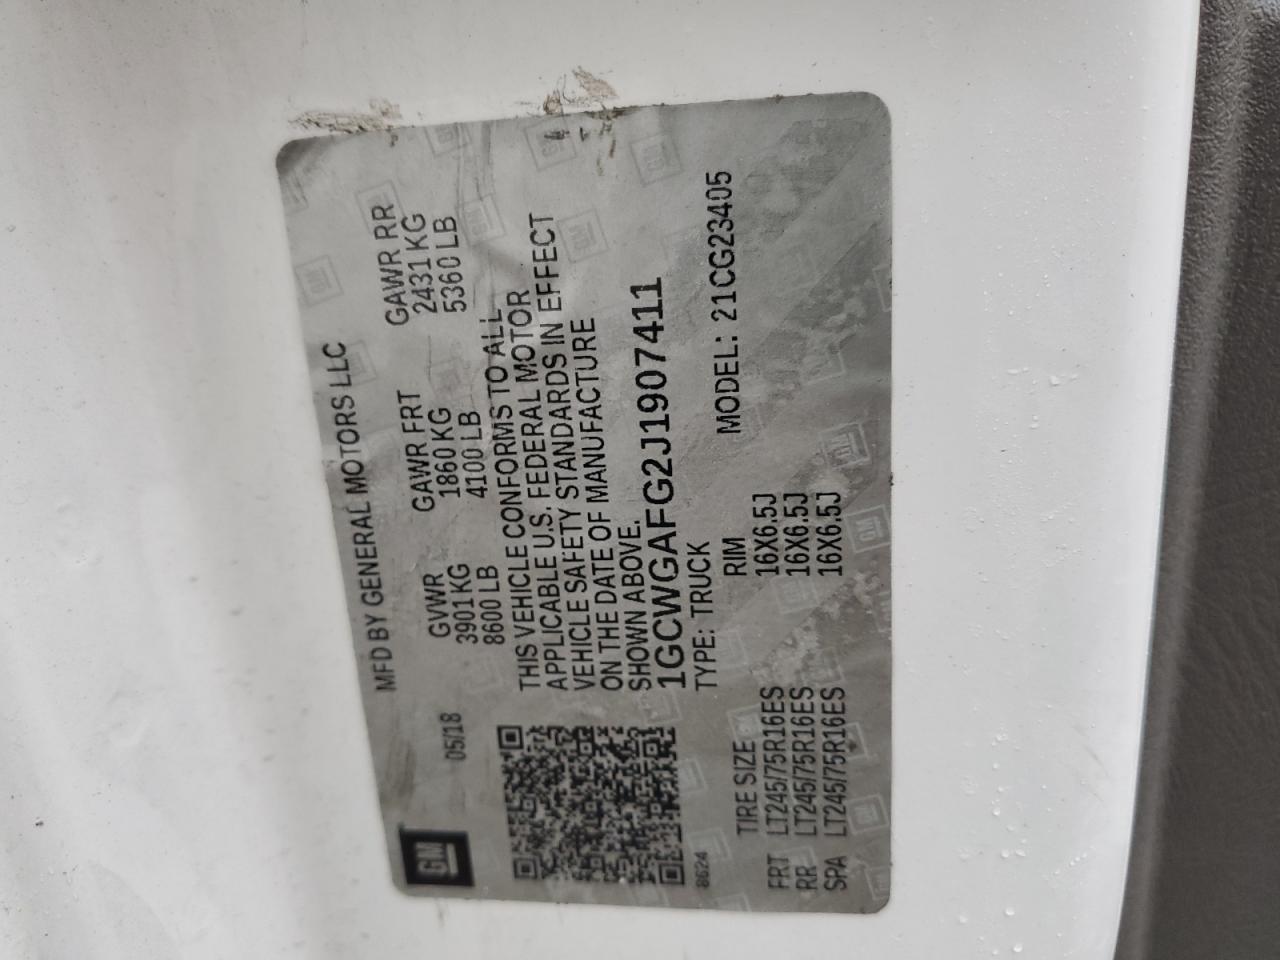 GM
MFD BY GENERAL MOTORS LLC
05/18
GVWR GAWR FRT GAWR RR
3901 KG 1860 KG 2431 KG
8600 LB 4100 LB 5360 LB
THIS VEHICLE CONFORMS TO ALL
APPLICABLE U.S. FEDERAL MOTOR
VEHICLE SAFETY STANDARDS IN EFFECT
ON THE DATE OF MANUFACTURE
SHOWN ABOVE.
1GCWGAFG2J1907411
TYPE: TRUCK MODEL: 21CG23405
8624
TIRE SIZE RIM
FRT LT245/75R16ES 16X6.5J
RR LT245/75R16ES 16X6.5J
SPA LT245/75R16ES 16X6.5J